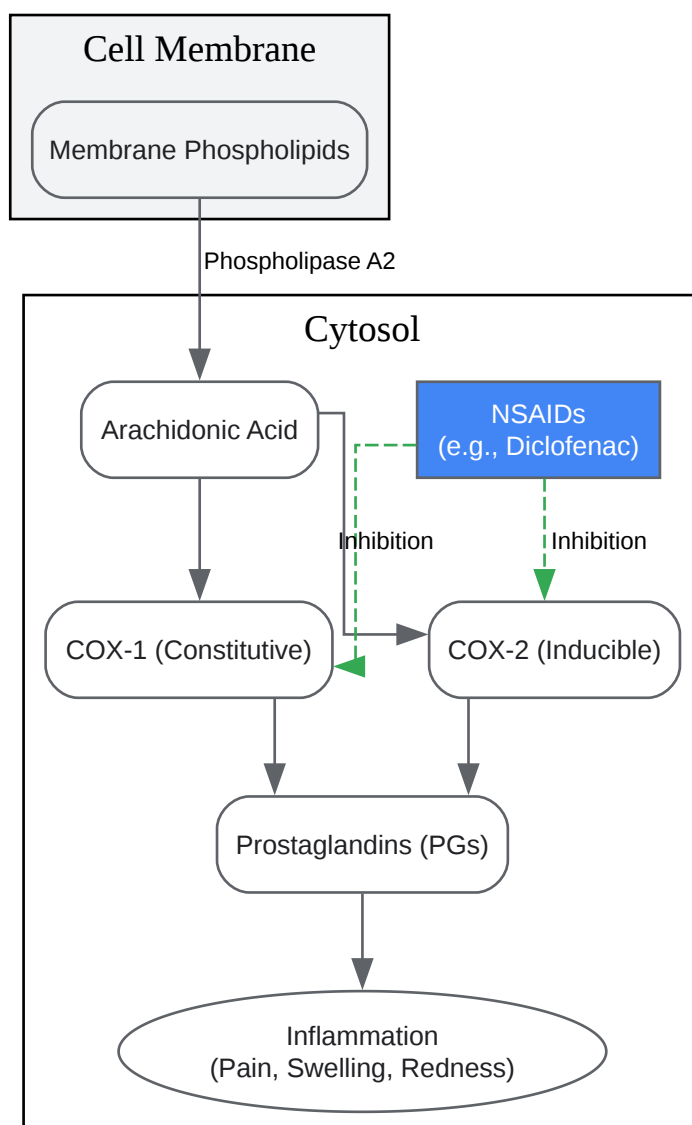 Cell Membrane
Membrane Phospholipids
Phospholipase A2
Cytosol
Arachidonic Acid
NSAIDs
(e.g., Diclofenac)
Inhibition
Inhibition
COX-1 (Constitutive)
COX-2 (Inducible)
Prostaglandins (PGs)
Inflammation
(Pain, Swelling, Redness)